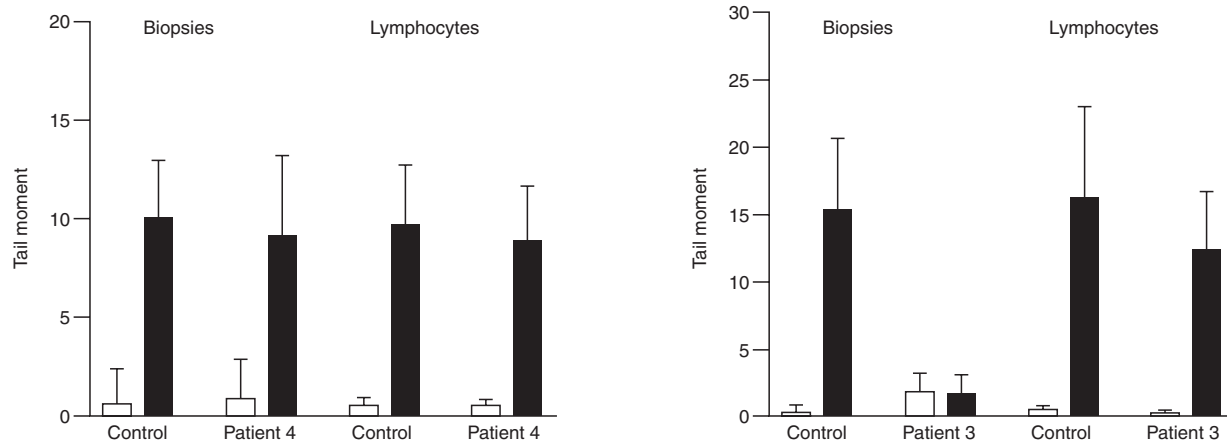 Biopsies Lymphocytes
Tail moment
20
15
10
5
0
Control Patient 4 Control Patient 4
Biopsies Lymphocytes
Tail moment
30
25
20
15
10
5
0
Control Patient 3 Control Patient 3